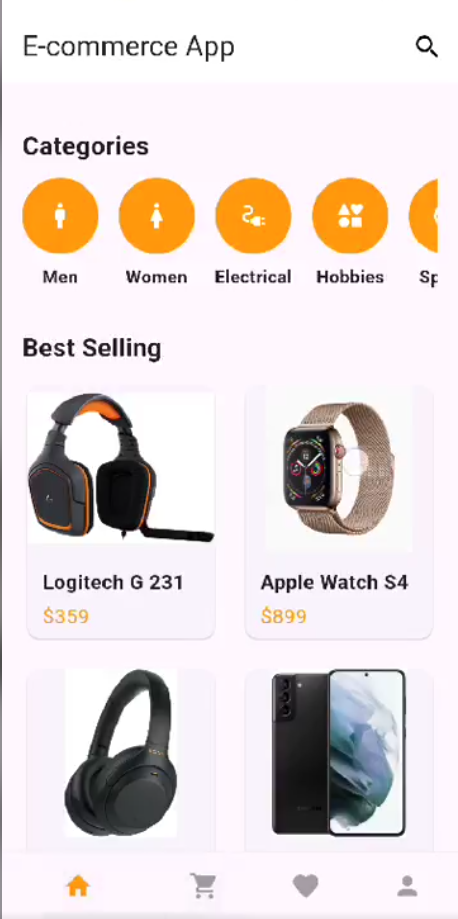 E-commerce App
Categories
Men Women Electrical Hobbies Sp
Best Selling
Logitech G 231 Apple Watch S4
$359 $899